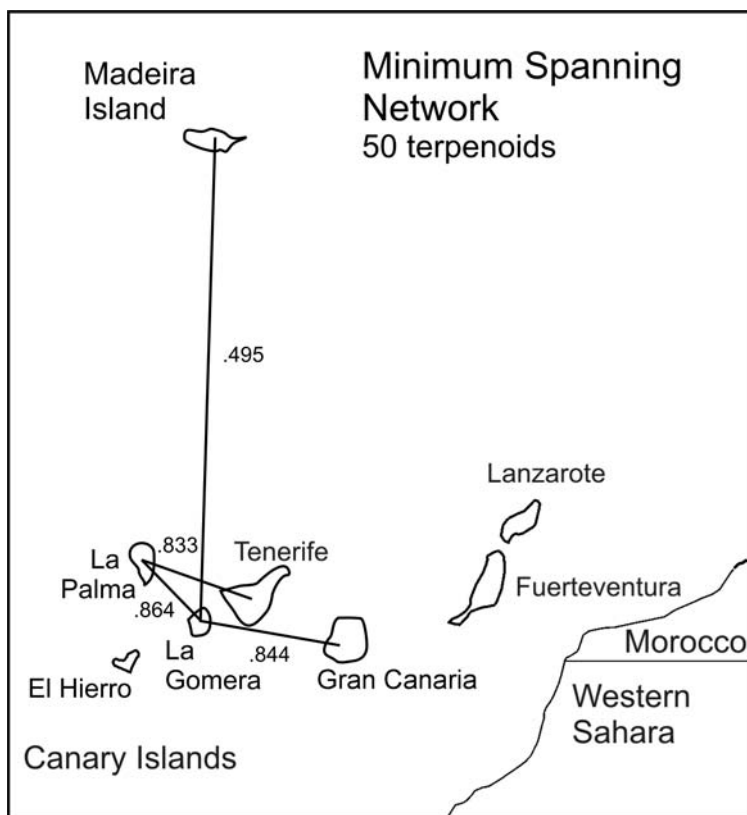 Madeira
Island
Minimum Spanning
Network
50 terpenoids
.495
Lanzarote
.833
Tenerife
La
Palma
Fuerteventura
.864
La
Gomera
.844
El Hierro
Gran Canaria
Morocco
Western
Sahara
Canary Islands